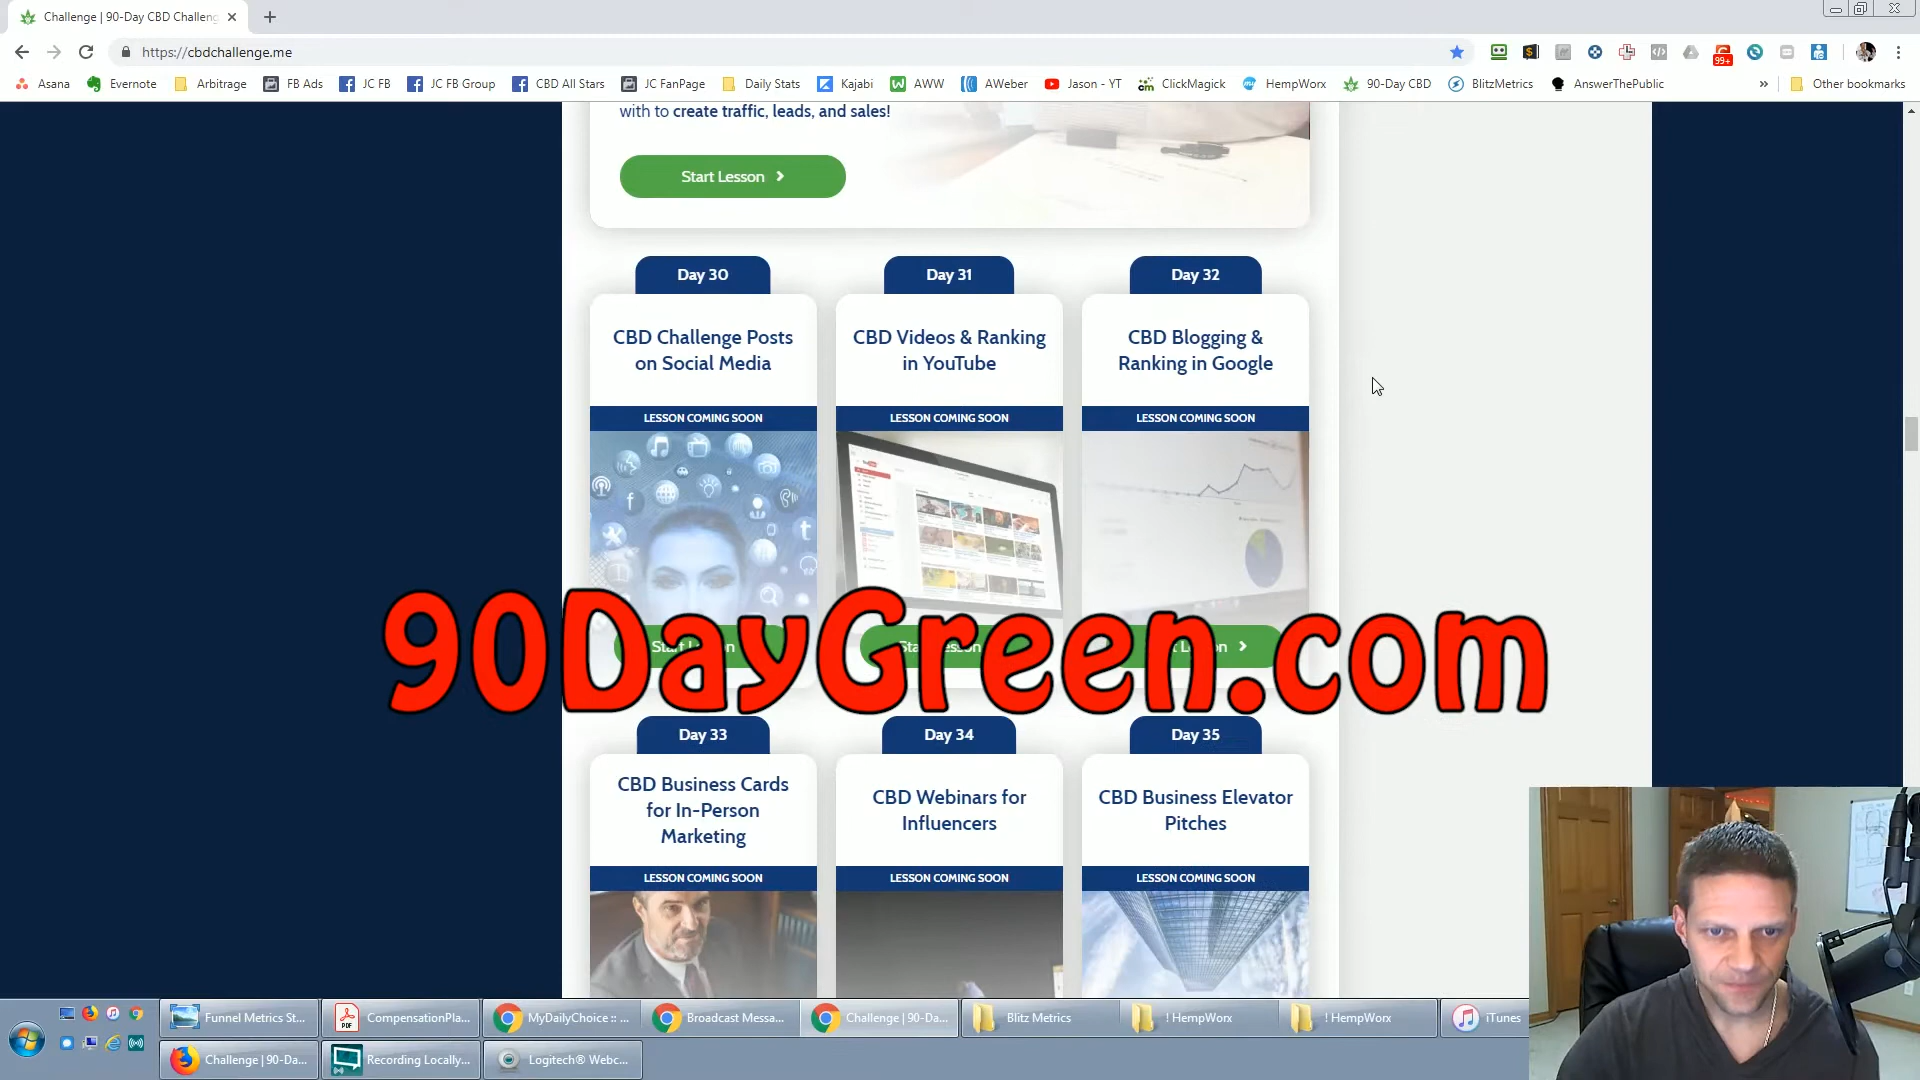 Challenge | 90-Day CBD Challeng
https://cbdchallenge.me
99+
Asana
Evernote
Arbitrage
FB Ads
JC FB
JC FB Group
CBD All Stars
JC FanPage
Daily Stats
Kajabi
AWW
AWeber
Jason - YT
ClickMagick
HempWorx
90-Day CBD
BlitzMetrics
AnswerThePublic
Other bookmarks
with to create traffic, leads, and sales!
Start Lesson
Day 30
Day 31
Day 32
CBD Challenge Posts
on Social Media
CBD Videos & Ranking
in YouTube
CBD Blogging &
Ranking in Google
LESSON COMING SOON
LESSON COMING SOON
LESSON COMING SOON
90DayGreen.com
Day 33
Day 34
Day 35
CBD Business Cards
for In-Person
Marketing
CBD Webinars for
Influencers
CBD Business Elevator
Pitches
LESSON COMING SOON
LESSON COMING SOON
LESSON COMING SOON
Funnel Metrics St...
CompensationPla...
MyDailyChoice :: ...
Broadcast Messa...
Challenge | 90-Da...
Blitz Metrics
! HempWorx
! HempWorx
iTunes
Challenge | 90-Da...
Recording Locally...
Logitech® Webc...